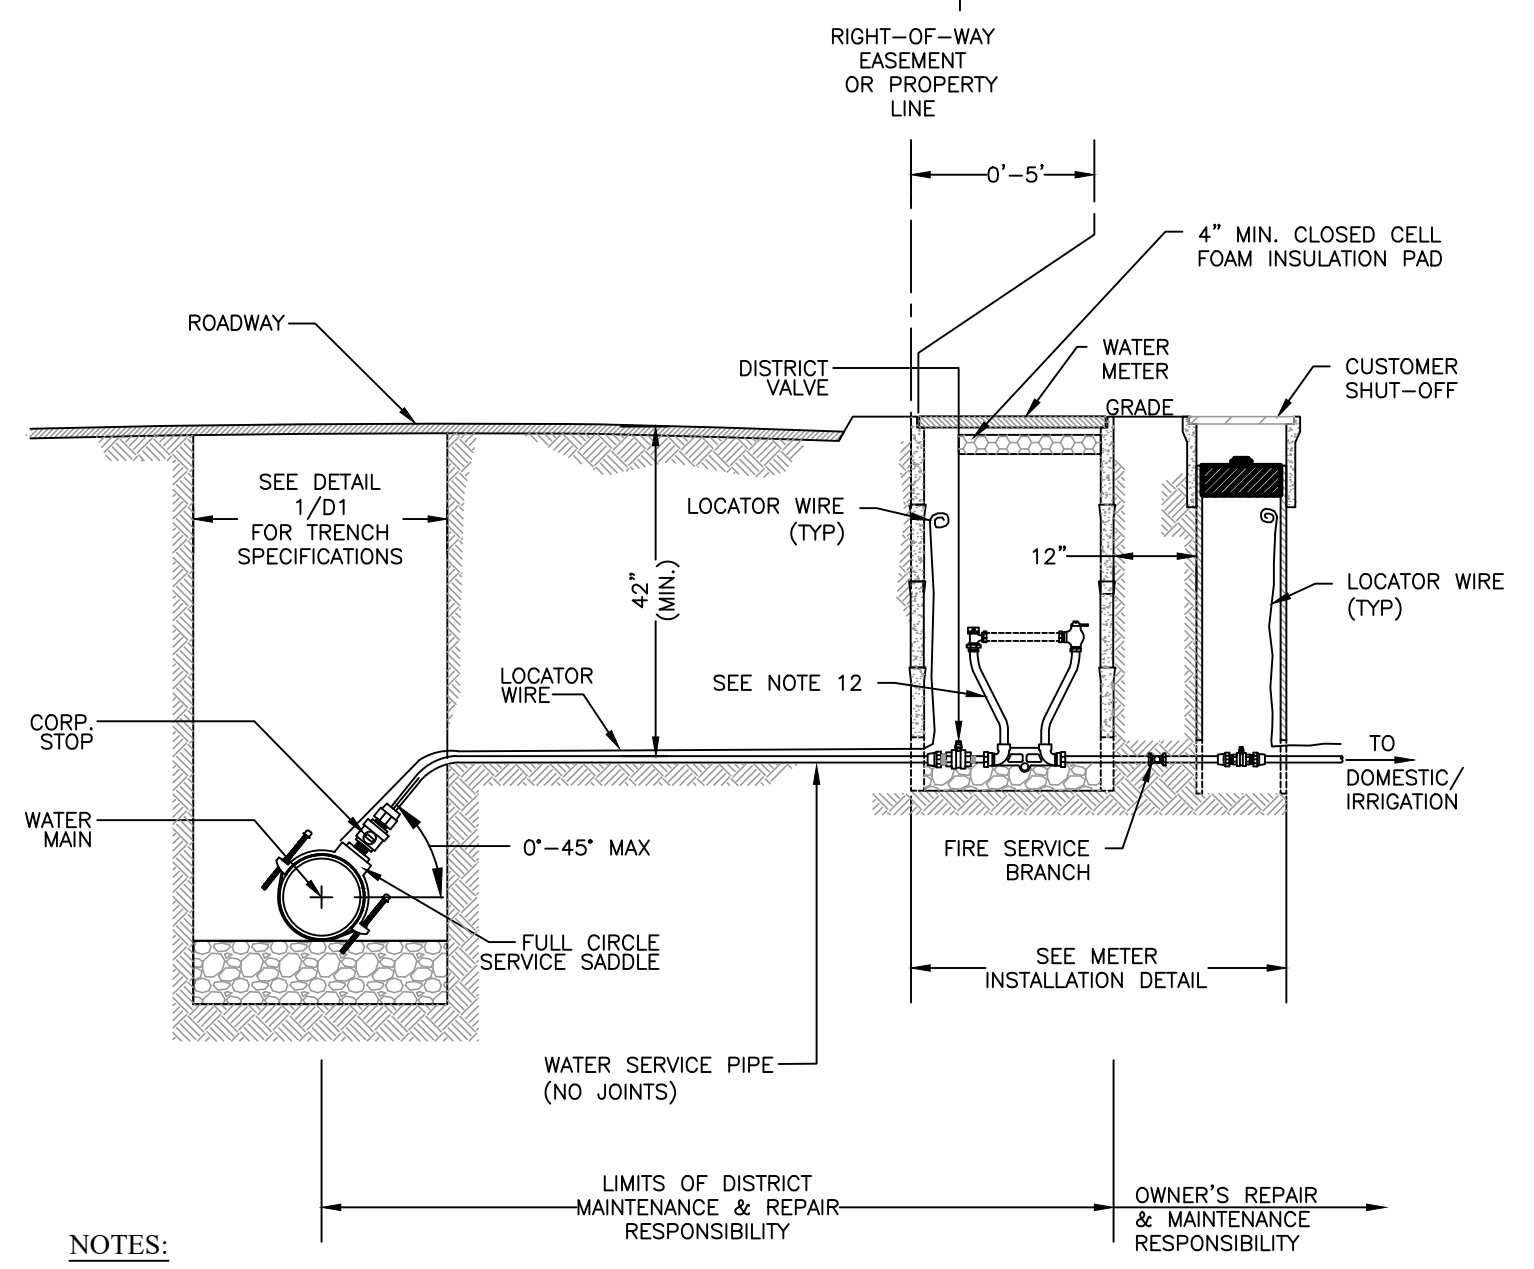 RIGHT-OF-WAY
EASEMENT
OR PROPERTY
LINE
0'-5'
4" MIN. CLOSED CELL
FOAM INSULATION PAD
ROADWAY
DISTRICT
VALVE
WATER
METER
CUSTOMER
SHUT-OFF
GRADE
SEE DETAIL
1/D1
FOR TRENCH
SPECIFICATIONS
LOCATOR WIRE
(TYP)
42"
(MIN.)
12"
LOCATOR WIRE
(TYP)
LOCATOR
WIRE
SEE NOTE 12
CORP.
STOP
TO
DOMESTIC/
IRRIGATION
WATER
MAIN
0°-45° MAX
FIRE SERVICE
BRANCH
FULL CIRCLE
SERVICE SADDLE
SEE METER
INSTALLATION DETAIL
WATER SERVICE PIPE
(NO JOINTS)
LIMITS OF DISTRICT
MAINTENANCE & REPAIR
RESPONSIBILITY
OWNER'S REPAIR
& MAINTENANCE
RESPONSIBILITY
NOTES: